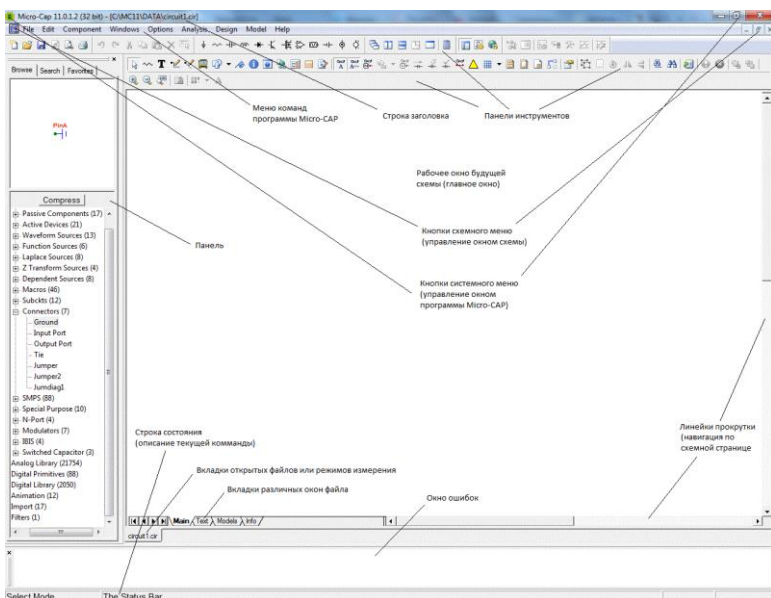 Micro-Cap 11.0.1.2 (32 bit) - [C:\MC11\DATA\circuit1.cir]
File Edit Component Windows Options Analysis Design Model Help
Browse Search Favorites
Меню команд
программы Micro-CAP
Строка заголовка
Панели инструментов
PinA
Рабочее окно будущей
схемы (главное окно)
Compress
Passive Components (17)
Active Devices (21)
Waveform Sources (13)
Function Sources (6)
Laplace Sources (8)
Z Transform Sources (4)
Dependent Sources (8)
Macros (46)
Subckts (12)
Connectors (7)
Ground
Input Port
Output Port
Tie
Jumper
Jumper2
Jumdiag1
SMPS (88)
Special Purpose (10)
N-Port (4)
Modulators (7)
IBIS (4)
Switched Capacitor (3)
Analog Library (21754)
Digital Primitives (88)
Digital Library (2050)
Animation (12)
Import (17)
Filters (1)
Панель
Кнопки схемного меню
(управление окном схемы)
Кнопки системного меню
(управление окном
программы Micro-CAP)
Строка состояния
(описание текущей комманды)
Линейки прокрутки
(навигация по
схемной странице
Вкладки открытых файлов или режимов измерения
Вкладки различных окон файла
Окно ошибок
Main Text Models Info
circuit1.cir
Select Mode The Status Bar